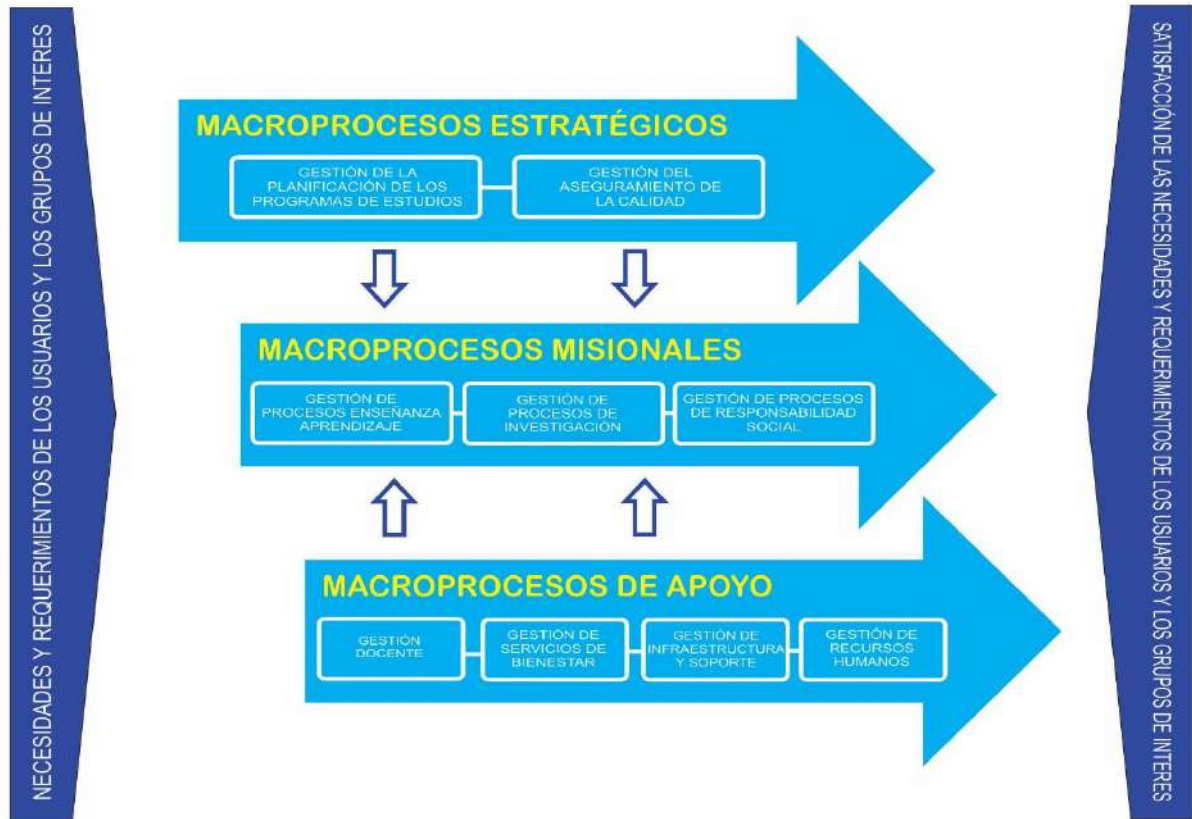 NECESIDADES Y REQUERIMIENTOS DE LOS USUARIOS Y LOS GRUPOS DE INTERES
MACROPROCESOS ESTRATÉGICOS
GESTIÓN DE LA
PLANIFICACIÓN DE LOS
PROGRAMAS DE ESTUDIOS
GESTIÓN DEL
ASEGURAMIENTO DE
LA CALIDAD
MACROPROCESOS MISIONALES
GESTIÓN DE
PROCESOS ENSEÑANZA
APRENDIZAJE
GESTIÓN DE
PROCESOS DE
INVESTIGACIÓN
GESTIÓN DE PROCESOS
DE RESPONSABILIDAD
SOCIAL
MACROPROCESOS DE APOYO
GESTIÓN
DOCENTE
GESTIÓN DE
SERVICIOS DE
BIENESTAR
GESTIÓN DE
INFRAESTRUCTURA
Y SOPORTE
GESTIÓN DE
RECURSOS
HUMANOS
SATISFACCIÓN DE LAS NECESIDADES Y REQUERIMIENTOS DE LOS USUARIOS Y LOS GRUPOS DE INTERES